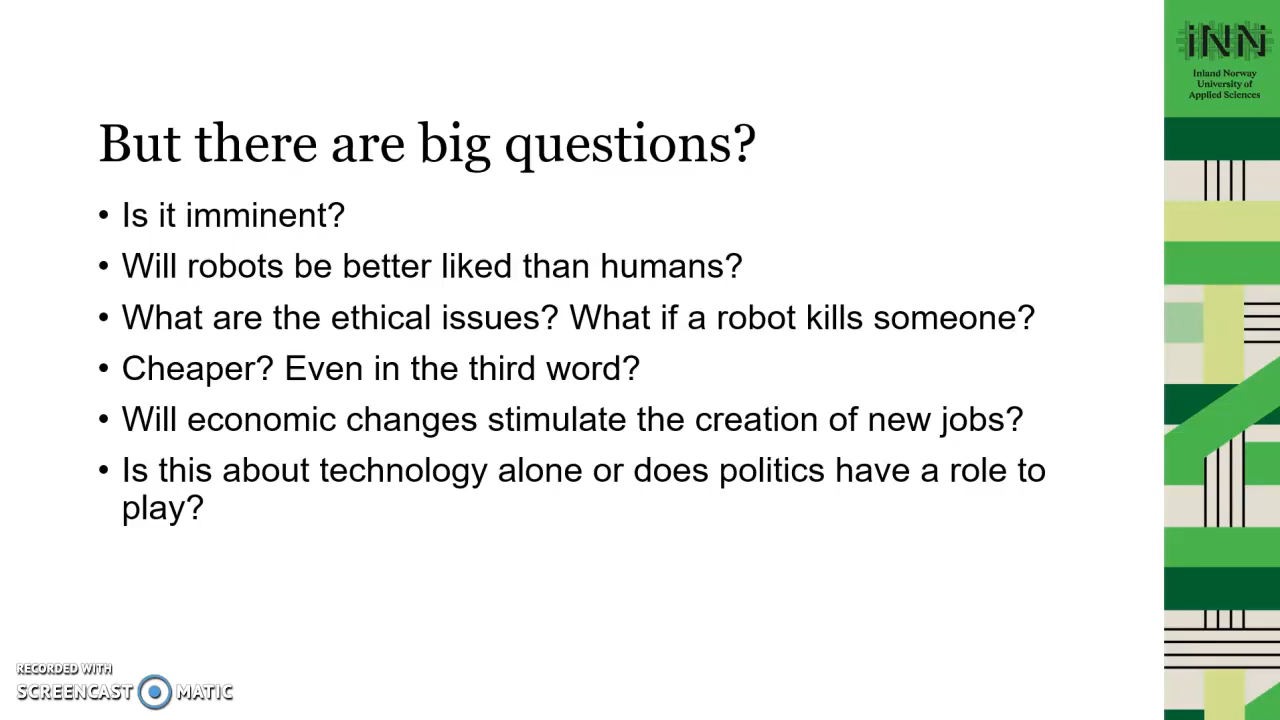 iNN
Inland Norway
University of
Applied Sciences
But there are big questions?
• Is it imminent?
• Will robots be better liked than humans?
• What are the ethical issues? What if a robot kills someone?
• Cheaper? Even in the third word?
• Will economic changes stimulate the creation of new jobs?
• Is this about technology alone or does politics have a role to
play?
RECORDED WITH
SCREENCAST MATIC